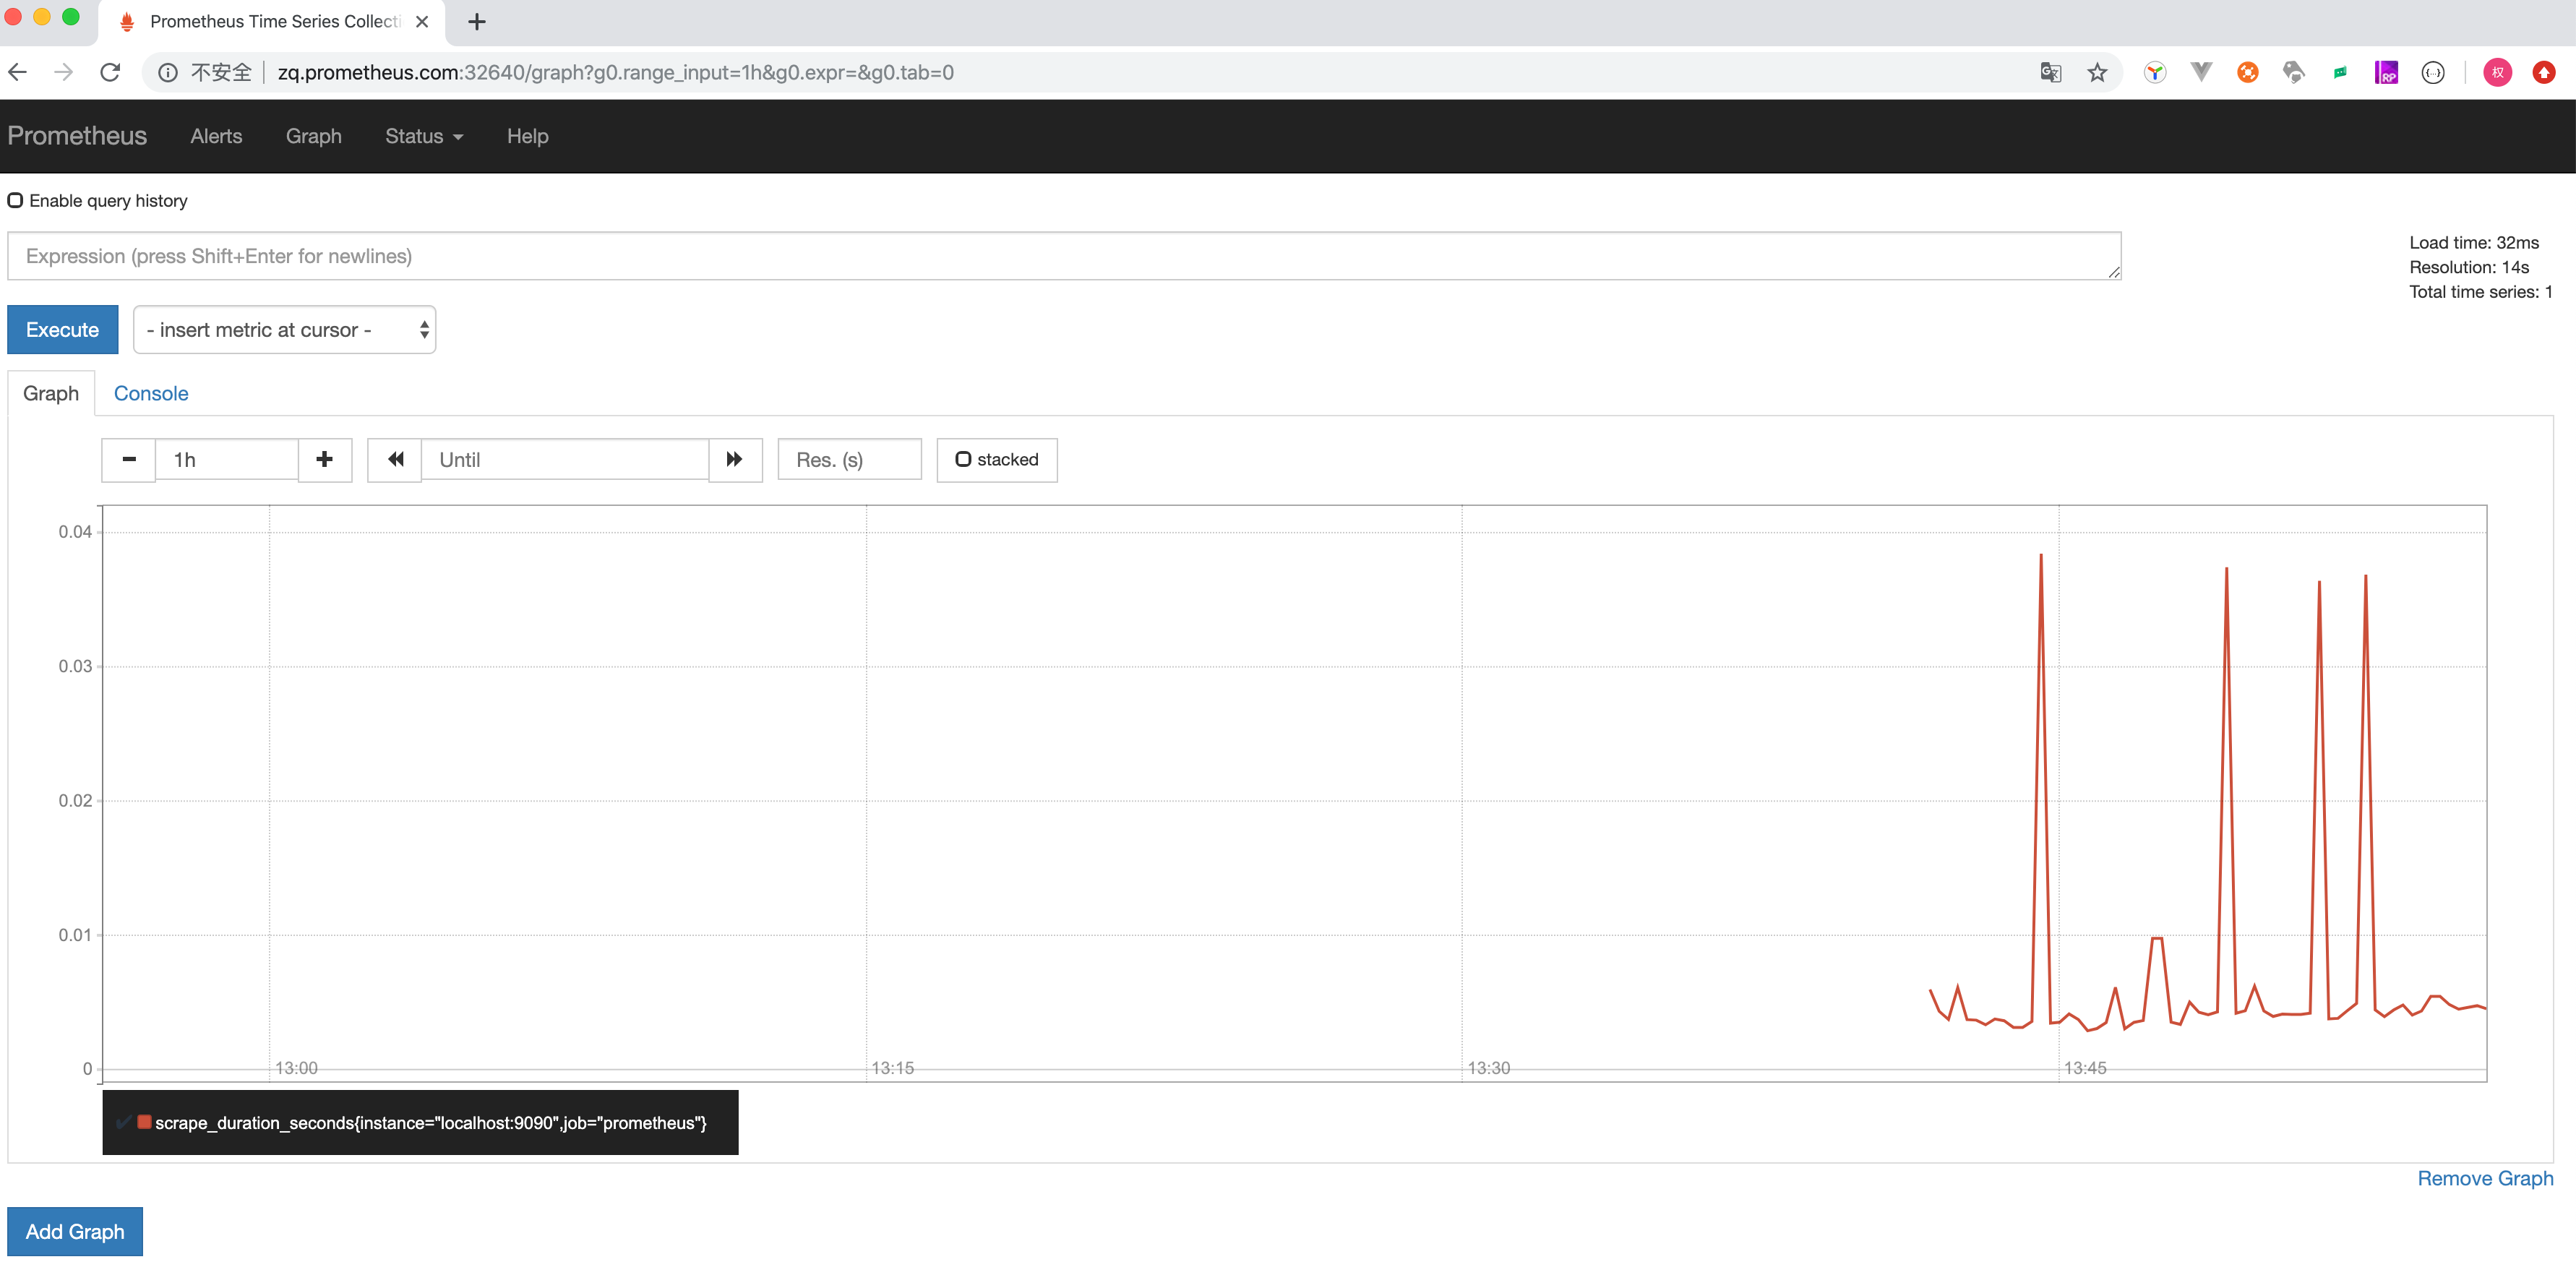 Prometheus Time Series Collecti
不安全 zq.prometheus.com:32640/graph?g0.range_input=1h&g0.expr=&g0.tab=0
RP {...} 权
Prometheus Alerts Graph Status Help
Enable query history
Expression (press Shift+Enter for newlines)
Load time: 32ms
Resolution: 14s
Total time series: 1
Execute - insert metric at cursor -
Graph Console
1h Until Res. (s) stacked
0.04
0.03
0.02
0.01
0
13:00 13:15 13:30 13:45
scrape_duration_seconds{instance="localhost:9090",job="prometheus"}
Remove Graph
Add Graph